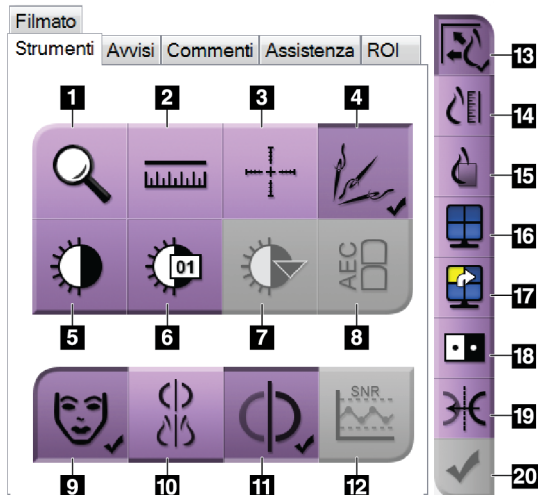 Filmato
Strumenti Avvisi Commenti Assistenza ROI
1 2 3 4
01
AEC
5 6 7 8
SNR
9 10 11 12
13
14
15
16
17
18
19
20